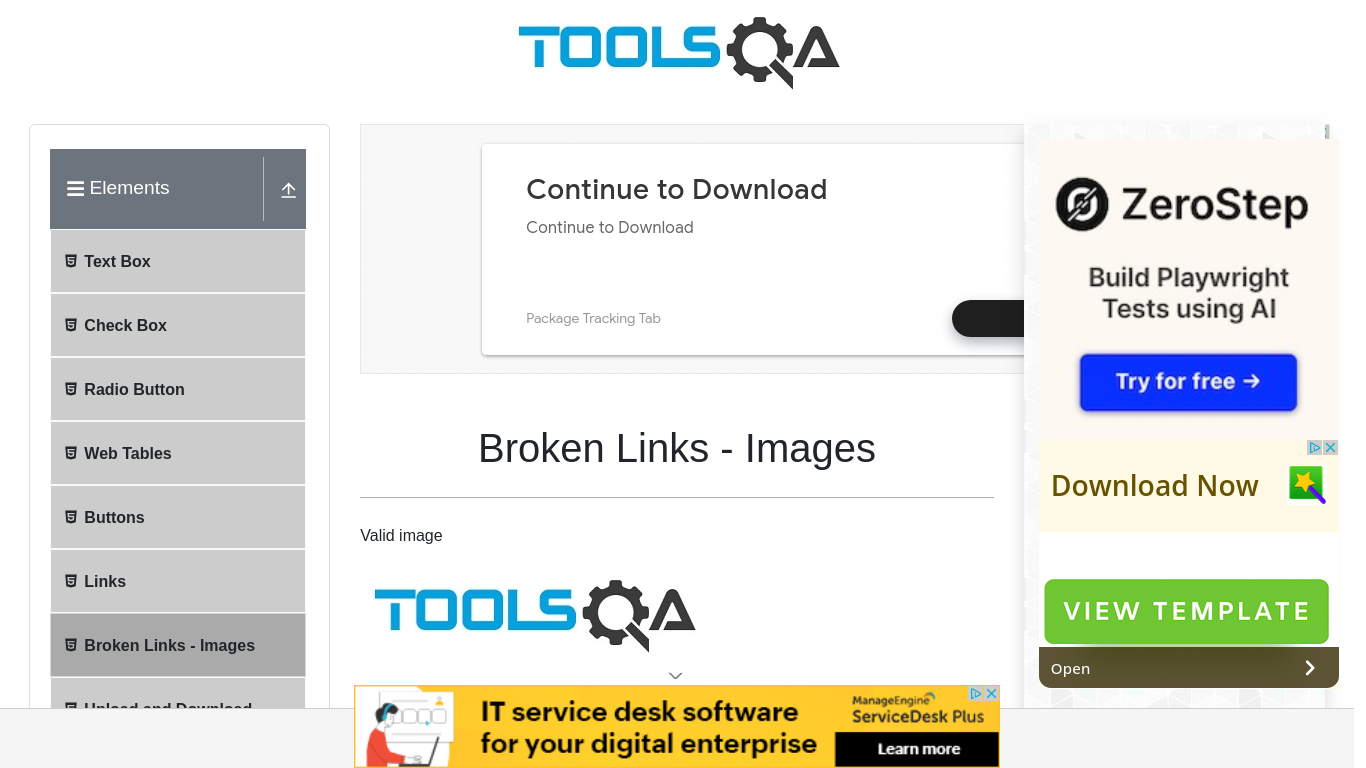 TOOLSQA
Elements
Text Box
Check Box
Radio Button
Web Tables
Buttons
Links
Broken Links - Images
Upload and Download
Continue to Download
Continue to Download
Package Tracking Tab
Broken Links - Images
Valid image
TOOLSQA
ZeroStep
Build Playwright
Tests using AI
Try for free →
Download Now
VIEW TEMPLATE
Open
IT service desk software
for your digital enterprise
ManageEngine
ServiceDesk Plus
Learn more